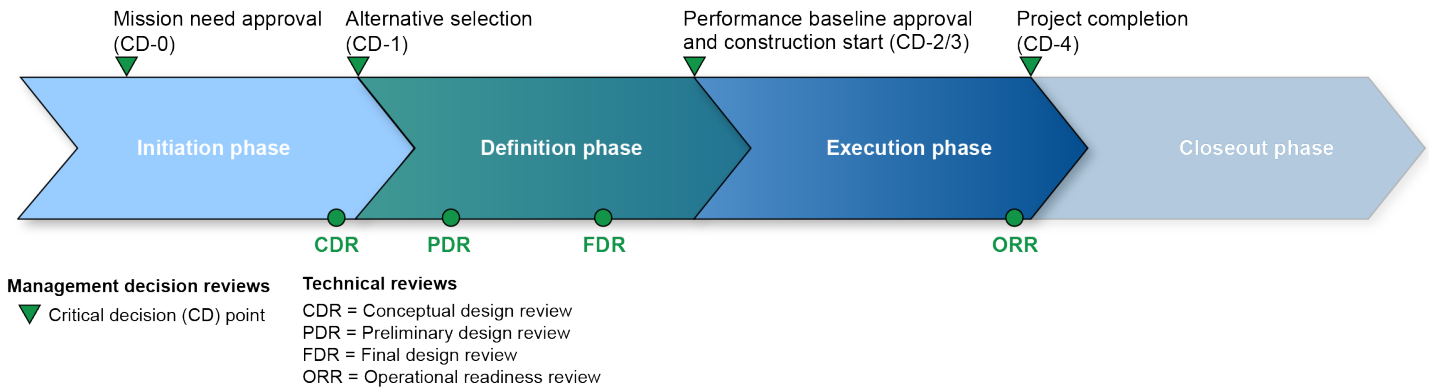 Mission need approval
(CD-0)
Alternative selection
(CD-1)
Performance baseline approval
and construction start (CD-2/3)
Project completion
(CD-4)
Initiation phase
Definition phase
Execution phase
Closeout phase
CDR
PDR
FDR
ORR
Management decision reviews
Critical decision (CD) point
Technical reviews
CDR = Conceptual design review
PDR = Preliminary design review
FDR = Final design review
ORR = Operational readiness review